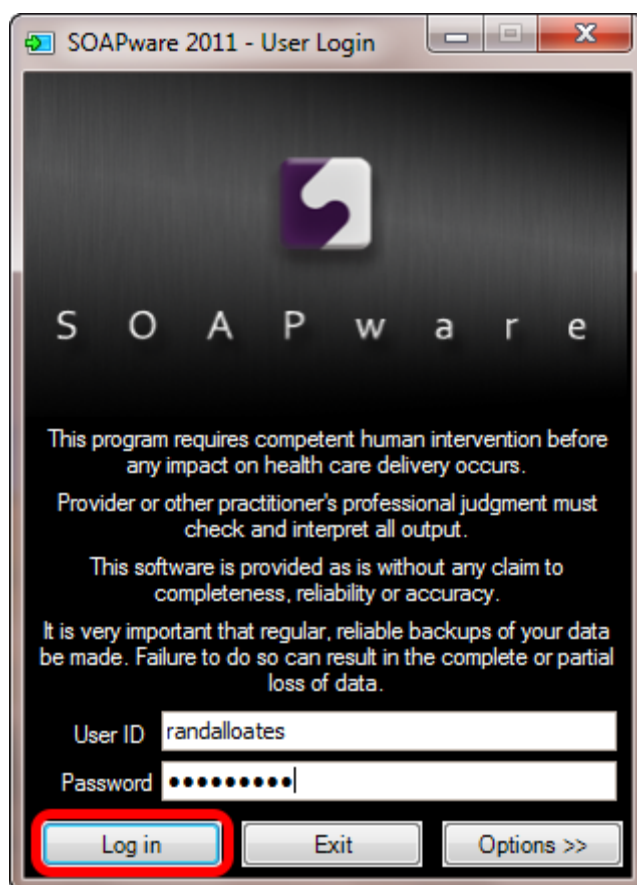 SOAPware 2011 - User Login
SOAPware
This program requires competent human intervention before
any impact on health care delivery occurs.
Provider or other practitioner's professional judgment must
check and interpret all output.
This software is provided as is without any claim to
completeness, reliability or accuracy.
It is very important that regular, reliable backups of your data
be made. Failure to do so can result in the complete or partial
loss of data.
User ID randalloates
Password ●●●●●●●●●
Log in Exit Options >>